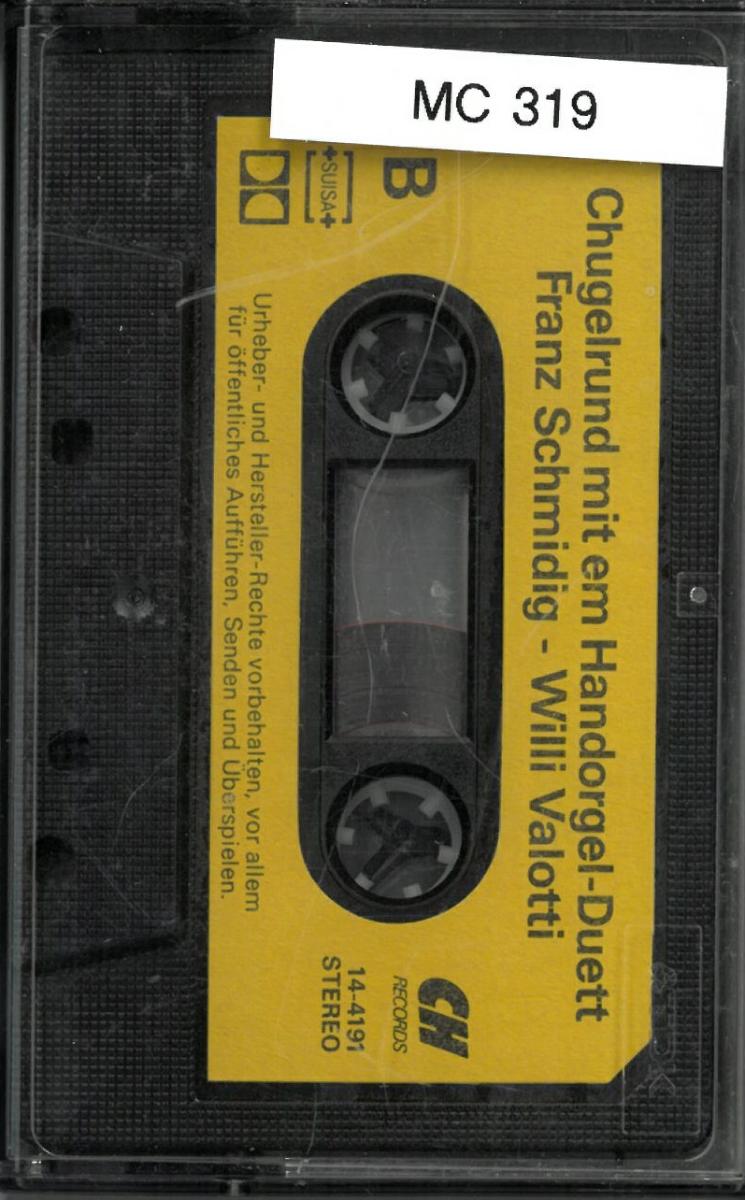 MC 319
Chugelrund mit em Handorgel-Duett
Franz Schmidig - Willi Valotti
B
+SUISA+
CH
RECORDS
14-4191
STEREO
Urheber- und Hersteller-Rechte vorbehalten, vor allem
für öffentliches Aufführen, Senden und Überspielen.